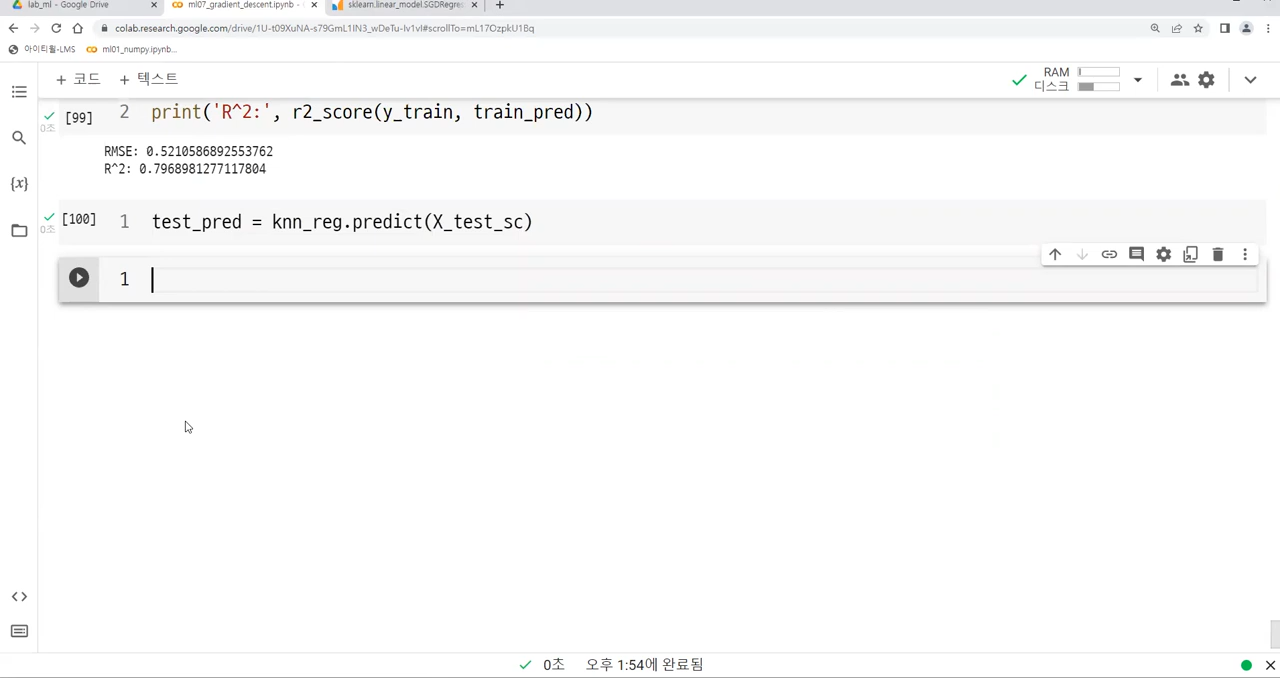 lab_ml - Google Drive
ml07_gradient_descent.ipynb -
sklearn.linear_model.SGDRegre
colab.research.google.com/drive/1U-t09XuNA-s79GmL1IN3_wDeTu-Iv1vI#scrollTo=mL17OzpkU1Bq
아이티윌-LMS
ml01_numpy.ipynb...
+ 코드
+ 텍스트
RAM
디스크
[99]
0초
2 print('R^2:', r2_score(y_train, train_pred))
RMSE: 0.5210586892553762
R^2: 0.7968981277117804
[100]
0초
1 test_pred = knn_reg.predict(X_test_sc)
1
{x}
0초 오후 1:54에 완료됨